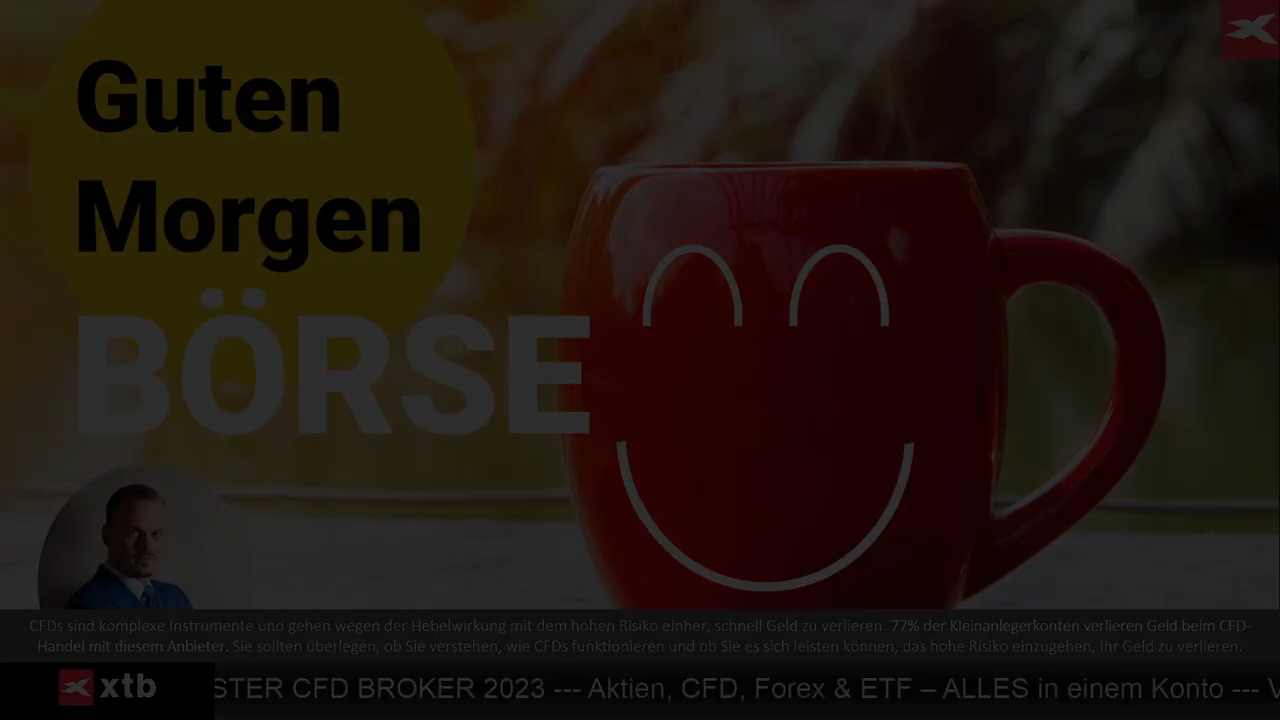 Guten
Morgen
BÖRSE
CFDs sind komplexe Instrumente und gehen wegen der Hebelwirkung mit dem hohen Risiko einher, schnell Geld zu verlieren. 77% der Kleinanlegerkonten verlieren Geld beim CFD-
Handel mit diesem Anbieter. Sie sollten überlegen, ob Sie verstehen, wie CFDs funktionieren und ob Sie es sich leisten können, das hohe Risiko einzugehen, Ihr Geld zu verlieren.
xtb STER CFD BROKER 2023 --- Aktien, CFD, Forex & ETF – ALLES in einem Konto --- V